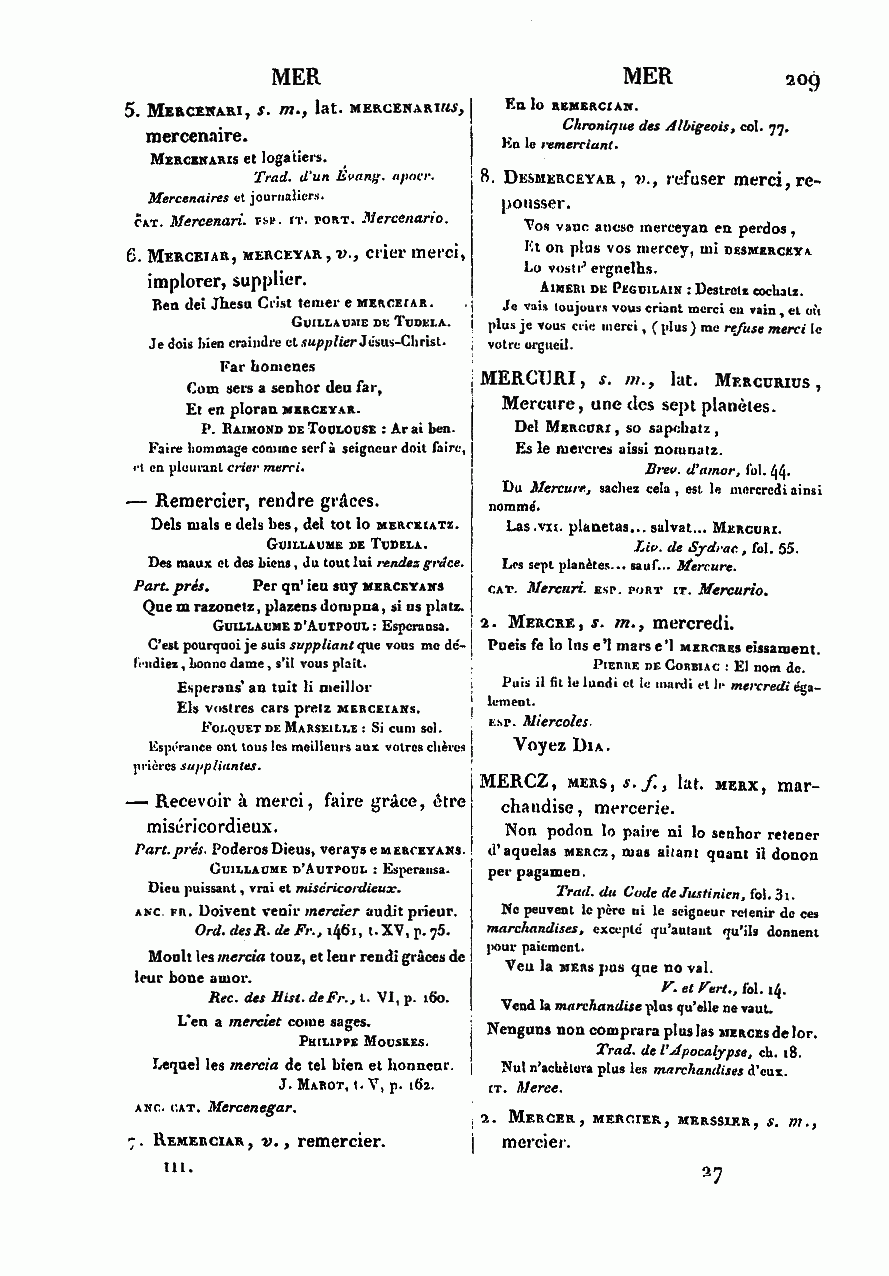 MER
MER 209
5. MERCENARI, s. m., lat. MERCENARIus,
mercenaire.
MERCENARIS et logatiers.
Trad. d'un Évang. apocr.
Mercenaires et journaliers.
CAT. Mercenari. ESP. IT. PORT. Mercenario.
6. MERCEIAR, MERCEYAR, v., crier merci,
implorer, supplier.
Ren dei Jhesu Crist temer e MERCEIAR.
GUILLAUME DE TUDELA.
Je dois bien craindre et supplier Jésus-Christ.
Far homenes
Com sers a senhor deu far,
Et en ploran MERCEYAR.
P. RAIMOND DE TOULOUSE : Ar ai ben.
Faire hommage comme serf à seigneur doit faire,
et en pleurant crier merci.
— Remercier, rendre grâces.
Dels mals e dels bes, del tot lo MERCEIATZ.
GUILLAUME DE TUDELA.
Des maux et des biens, du tout lui rendez grâce.
Part. prés. Per qu'ieu suy MERCEYANS
Que m razonetz, plazens dompna, si us platz.
GUILLAUME D'AUTPOUL : Esperansa.
C'est pourquoi je suis suppliant que vous me dé-
fendiez, bonne dame, s'il vous plaît.
Esperans' an tuit li meillor
Els vostres cars pretz MERCEIANS.
FOLQUET DE MARSEILLE : Si cum sel.
Espérance ont tous les meilleurs aux votres chères
prières suppliantes.
— Recevoir à merci, faire grâce, être
miséricordieux.
Part. prés. Poderos Dieus, verays e MERCEYANS.
GUILLAUME D'AUTPOUL : Esperansa.
Dieu puissant, vrai et miséricordieux.
ANC. FR. Doivent venir mercier audit prieur.
Ord. des R. de Fr., 1461, t. XV, p. 75.
Moult les mercia touz, et leur rendi grâces de
leur bone amor.
Rec. des Hist. de Fr., t. VI, p. 160.
L'en a merciet come sages.
PHILIPPE MOUSKES.
Lequel les mercia de tel bien et honneur.
J. MAROT, t. V, p. 162.
ANC. CAT. Mercenegar.
7. REMERCIAR, v., remercier.
III.
En lo REMERCIAN.
Chronique des Albigeois, col. 77.
En le remerciant.
8. DESMERCEYAR, v., refuser merci, re-
pousser.
Vos vauc anese merceyan en perdos,
Et on plus vos mercey, mi DESMERCEYA
Lo vostr' ergnelhs.
AIMERI DE PEGUILAIN : Destretz cochatz.
Je vais toujours vous criant merci en vain, et où
plus je vous crie merci, (plus) me refuse merci le
votre orgueil.
MERCURI, s. m., lat. MERCURIUS,
Mercure, une des sept planètes.
Del MERCURI, so sapchatz,
Es le mercres aissi nomnatz.
Brev. d'amor, fol. 44.
Du Mercure, sachez cela, est le mercredi ainsi
nommé.
Las .VII. planetas... salvat... MERCURI.
Liv. de Sydrac, fol. 55.
Les sept planètes... sauf... Mercure.
CAT. Mercuri. ESP. PORT IT. Mercurio.
2. MERCRE, s. m., mercredi.
Pueis fe lo lns e'l mars e'l MERCRES eissament.
PIERRE DE CORBIAC : El nom de.
Puis il fit le lundi et le mardi et le mercredi éga-
lement.
ESP. Miercoles.
Voyez DIA.
MERCZ, MERS, s. f., lat. MERX, mar-
chandise, mercerie.
Non podon lo paire ni lo senhor retener
d'aquelas MERCZ, mas aitant quant il donon
per pagamen.
Trad. du Code de Justinien, fol. 31.
Ne peuvent le père ni le seigneur retenir de ces
marchandises, excepté qu'autant qu'ils donnent
pour paiement.
Ven la MERS pus que no val.
V. et Vert., fol. 14.
Vend la marchandise plus qu'elle ne vaut.
Nenguns non comprara plus las MERCES de lor.
Trad. de l'Apocalypse, ch. 18.
Nul n'achètera plus les marchandises d'eux.
IT. Merce.
2. MERCER, MERCIER, MERSSIER, s. m.,
mercier.
27